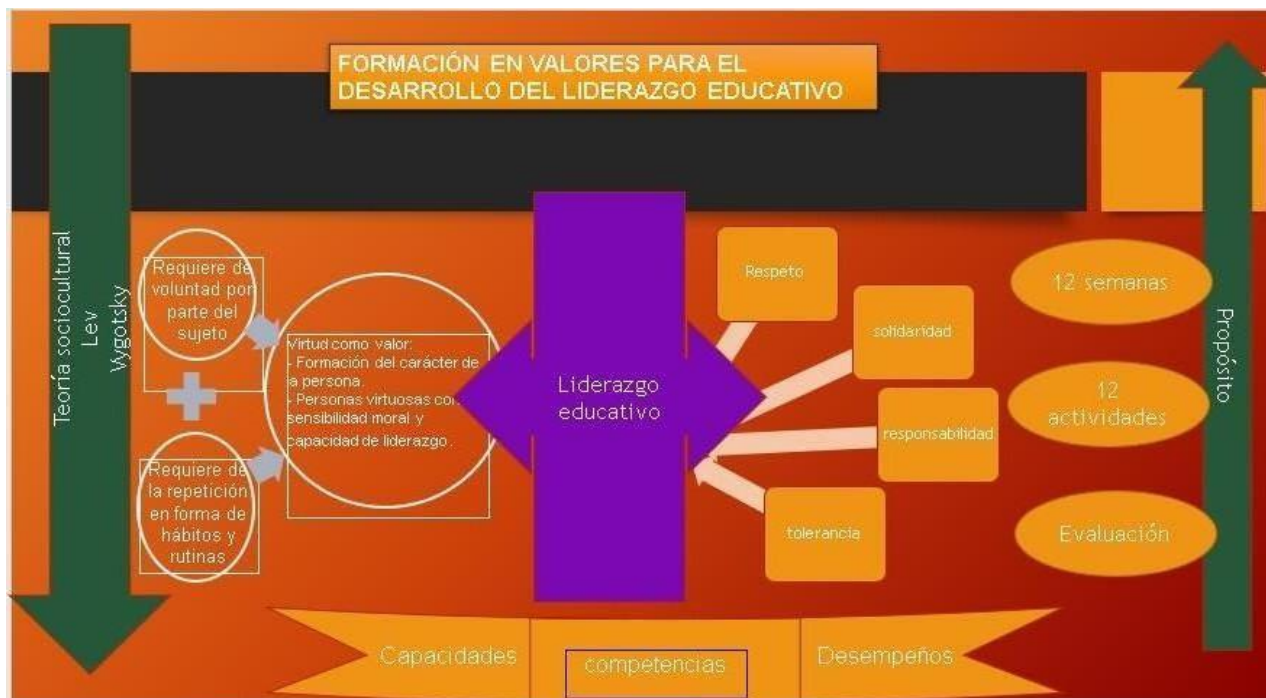 FORMACIÓN EN VALORES PARA EL
DESARROLLO DEL LIDERAZGO EDUCATIVO
Teoría sociocultural
Lev
Vygotsky
Requiere de
voluntad por
parte del
sujeto
Requiere de
la repetición
en forma de
hábitos y
rutinas
Virtud como valor:
- Formación del carácter de
a persona.
- Personas virtuosas con
sensibilidad moral y
capacidad de liderazgo.
Liderazgo
educativo
Respeto
solidaridad
responsabilidad
tolerancia
12 semanas
12
actividades
Evaluación
Propósito
Capacidades
competencias
Desempeños